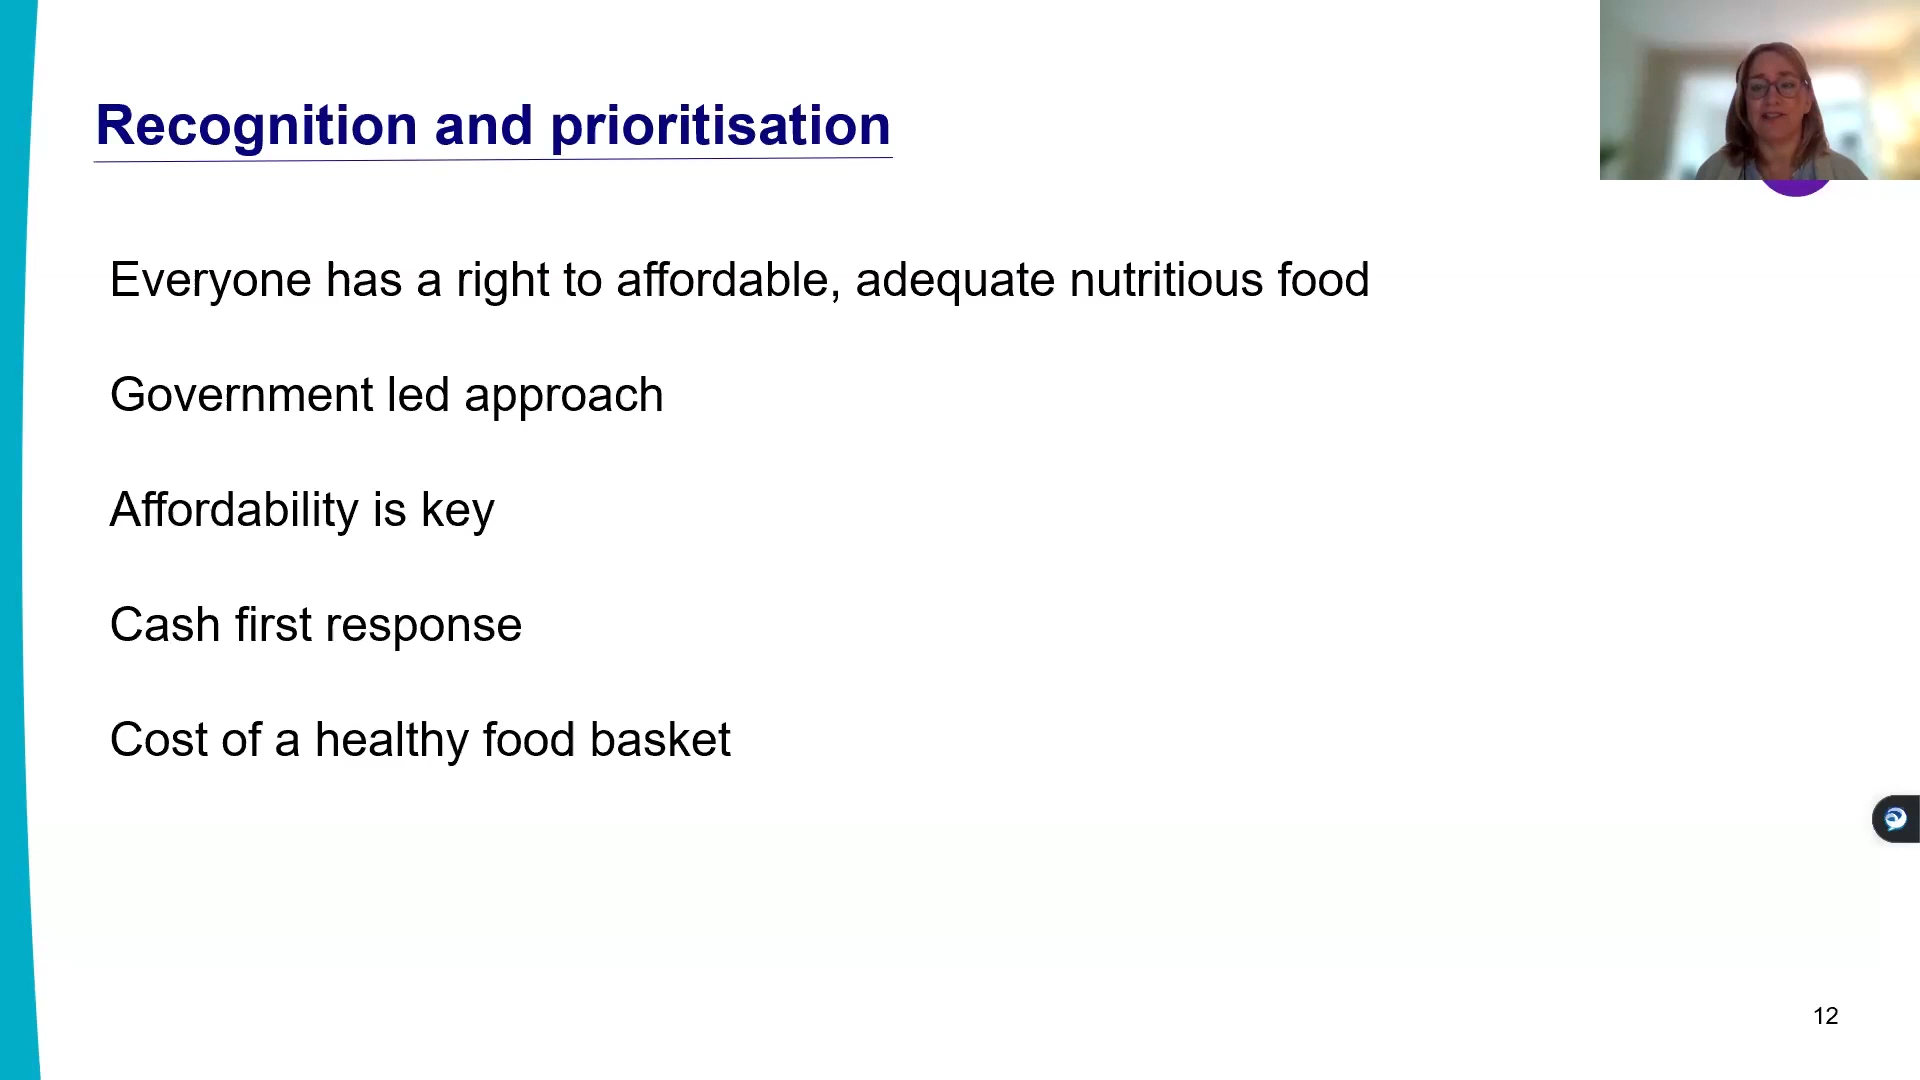 Recognition and prioritisation
Everyone has a right to affordable, adequate nutritious food
Government led approach
Affordability is key
Cash first response
Cost of a healthy food basket
12